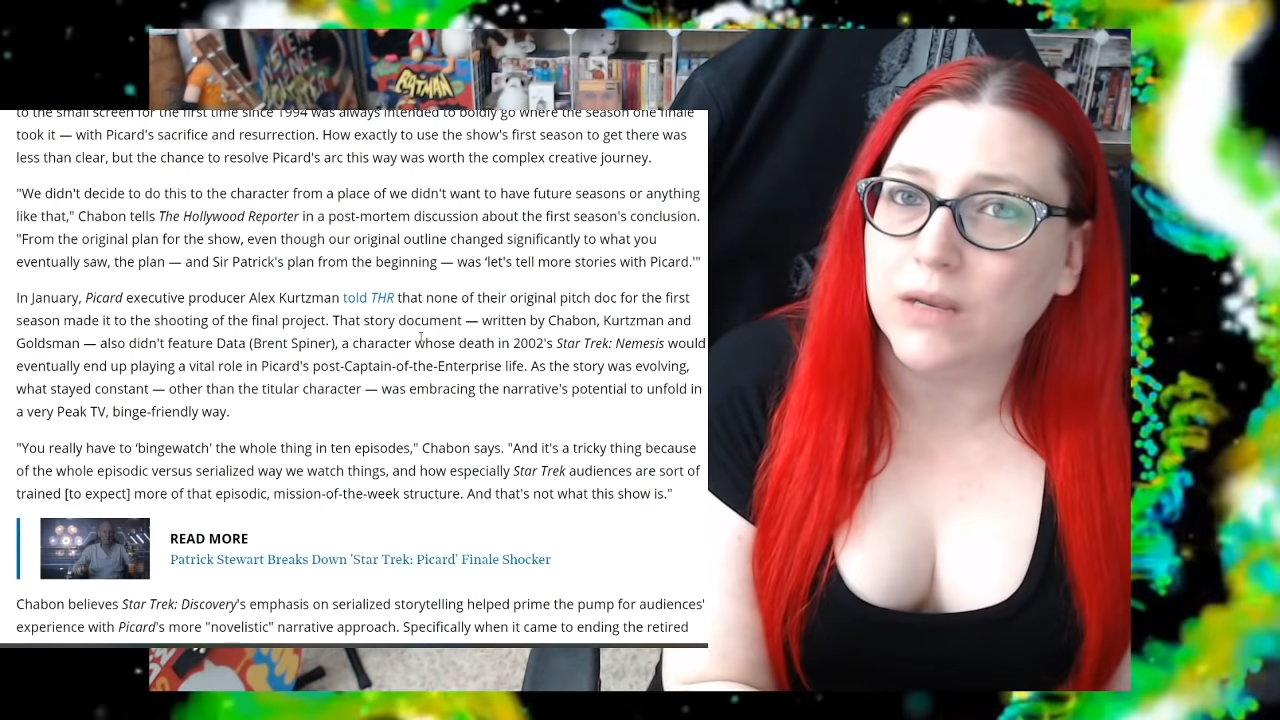 BATMAN
to the small screen for the first time since 1994 was always intended to boldly go where the season one finale
took it — with Picard's sacrifice and resurrection. How exactly to use the show's first season to get there was
less than clear, but the chance to resolve Picard's arc this way was worth the complex creative journey.
"We didn't decide to do this to the character from a place of we didn't want to have future seasons or anything
like that," Chabon tells The Hollywood Reporter in a post-mortem discussion about the first season's conclusion.
"From the original plan for the show, even though our original outline changed significantly to what you
eventually saw, the plan — and Sir Patrick's plan from the beginning — was ‘let's tell more stories with Picard.'"
In January, Picard executive producer Alex Kurtzman told THR that none of their original pitch doc for the first
season made it to the shooting of the final project. That story document — written by Chabon, Kurtzman and
Goldsman — also didn't feature Data (Brent Spiner), a character whose death in 2002's Star Trek: Nemesis would
eventually end up playing a vital role in Picard's post-Captain-of-the-Enterprise life. As the story was evolving,
what stayed constant — other than the titular character — was embracing the narrative's potential to unfold in
a very Peak TV, binge-friendly way.
"You really have to ‘bingewatch' the whole thing in ten episodes," Chabon says. "And it's a tricky thing because
of the whole episodic versus serialized way we watch things, and how especially Star Trek audiences are sort of
trained [to expect] more of that episodic, mission-of-the-week structure. And that's not what this show is."
READ MORE
Patrick Stewart Breaks Down 'Star Trek: Picard' Finale Shocker
Chabon believes Star Trek: Discovery's emphasis on serialized storytelling helped prime the pump for audiences'
experience with Picard's more "novelistic" narrative approach. Specifically when it came to ending the retired